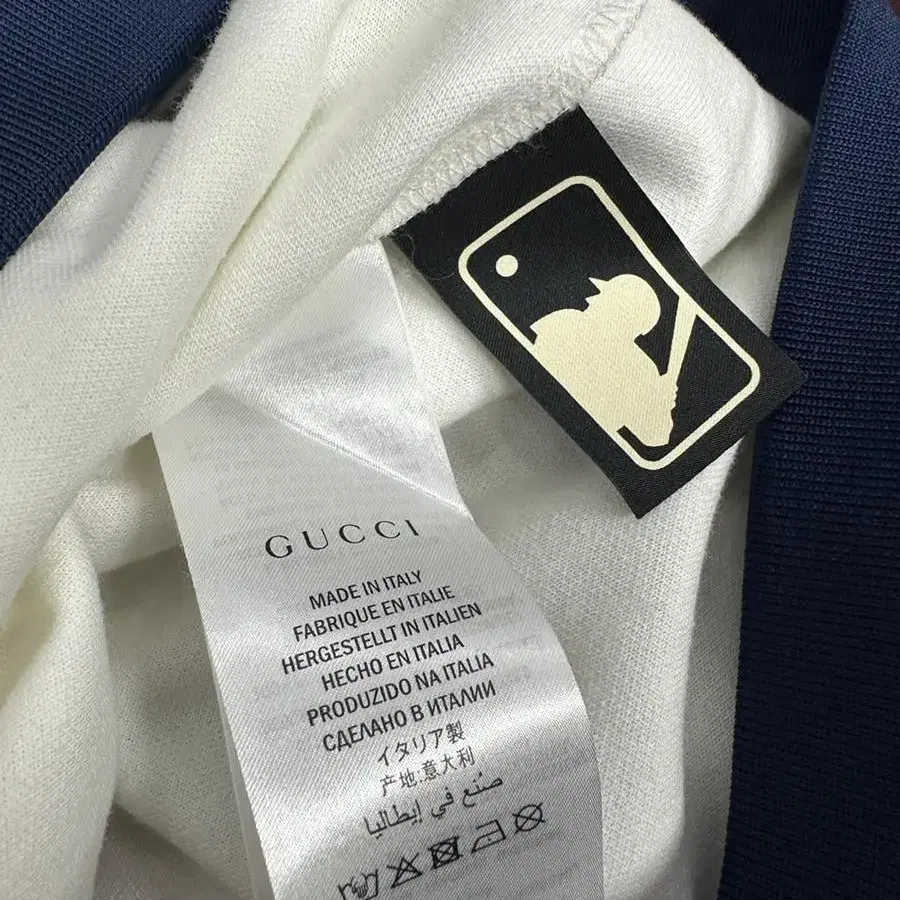 GUCCI
MADE IN ITALY
FABRIQUE EN ITALIE
HERGESTELLT IN ITALIEN
HECHO EN ITALIA
PRODUZIDO NA ITALIA
СДЕЛАНО В ИТАЛИИ
イタリア製
产地:意大利
صُنع في إيطاليا